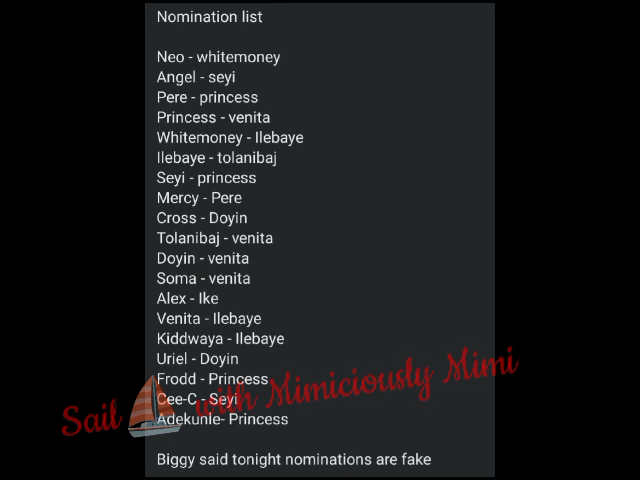 Nomination list
Neo - whitemoney
Angel - seyi
Pere - princess
Princess - venita
Whitemoney - Ilebaye
Ilebaye - tolanibaj
Seyi - princess
Mercy - Pere
Cross - Doyin
Tolanibaj - venita
Doyin - venita
Soma - venita
Alex - Ike
Venita - Ilebaye
Kiddwaya - Ilebaye
Uriel - Doyin
Frodd - Princess
Cee-C - Seyi
Adekunle- Princess
Sail with Mimiciously Mimi
Biggy said tonight nominations are fake